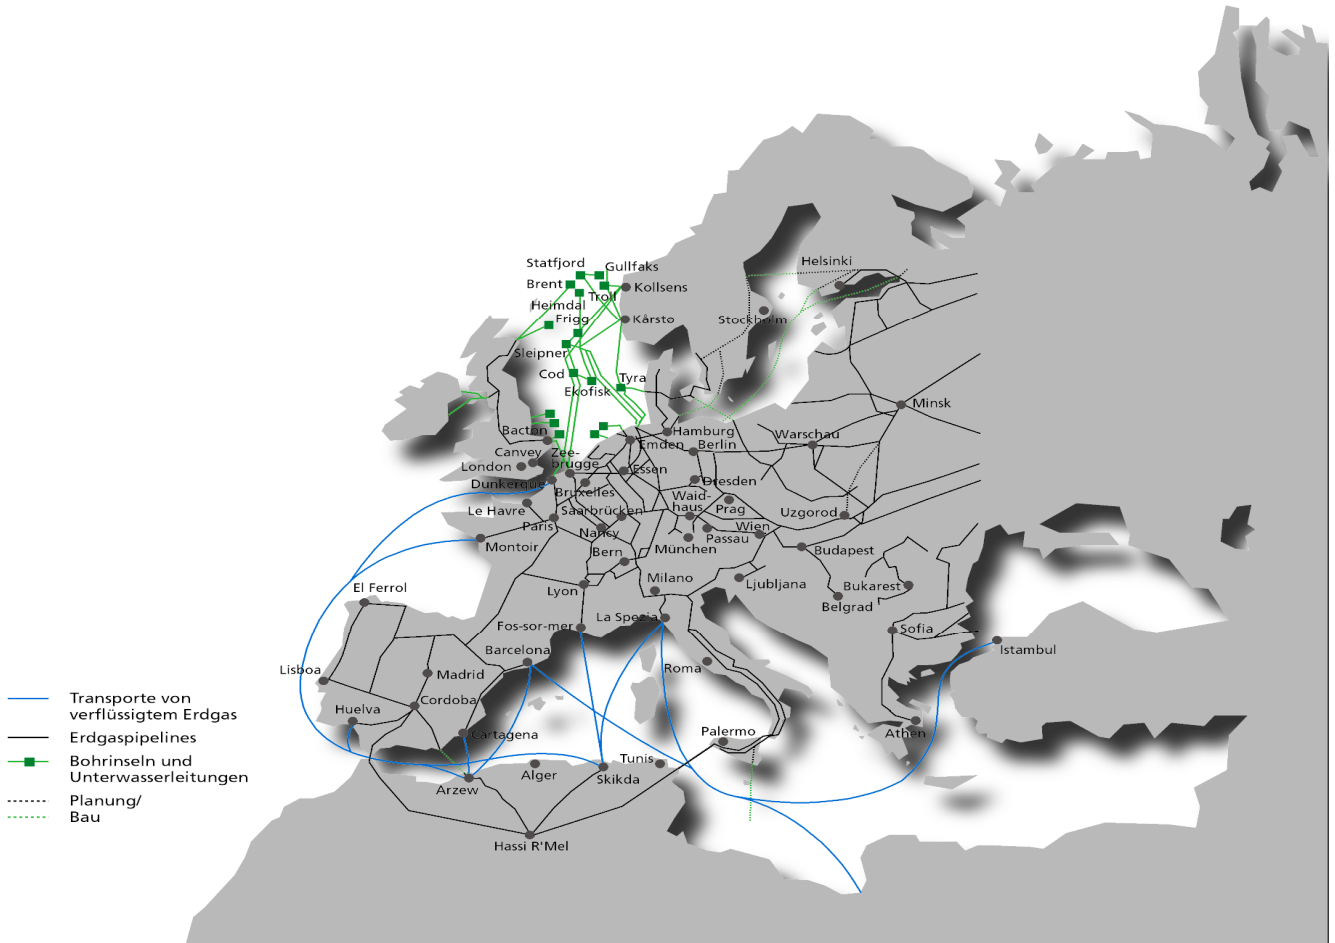 Helsinki
Statfjord
Gullfaks
Brent
Troll
Kollsens
Heimdal
Frigg
Kårsto
Stockholm
Sleipner
Cod
Tyra
Ekofisk
Minsk
Bacton
Hamburg
Warschau
Emden
Berlin
Canvey
Zee-
brugge
London
Essen
Dunkerque
Bruxelles
Dresden
Waid-
haus
Le Havre
Saarbrücken
Prag
Uzgorod
Paris
Nancy
Wien
Passau
Montoir
Bern
München
Budapest
Milano
El Ferrol
Lyon
Ljubljana
Bukarest
Belgrad
La Spezia
Fos-sor-mer
Sofia
Barcelona
Istambul
Lisboa
Madrid
Roma
Transporte von
verflüssigtem Erdgas
Huelva
Cordoba
Erdgaspipelines
Cartagena
Palermo
Athen
Bohrinseln und
Unterwasserleitungen
Tunis
Alger
Skikda
Arzew
Planung/
Bau
Hassi R'Mel